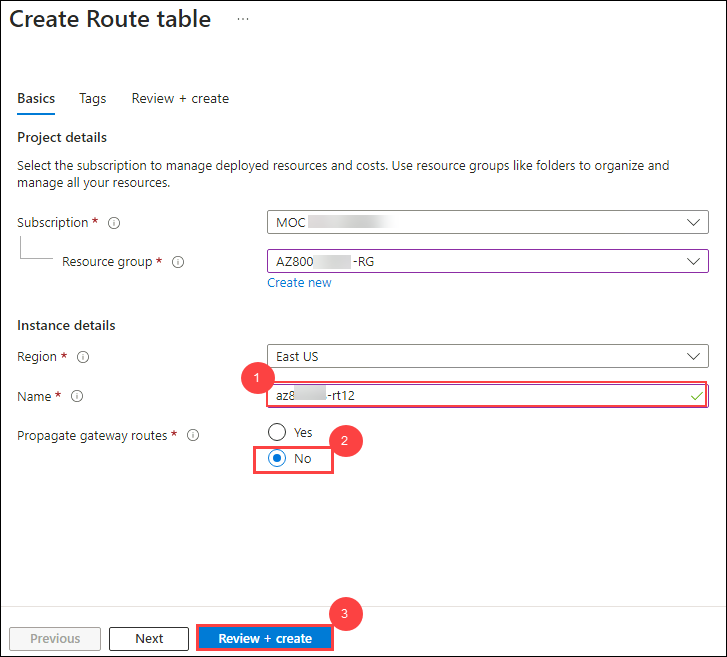 Create Route table ...
Basics Tags Review + create
Project details
Select the subscription to manage deployed resources and costs. Use resource groups like folders to organize and
manage all your resources.
Subscription * MOC
Resource group * AZ800 -RG
Create new
Instance details
Region * East US
1
Name * az8 -rt12
Propagate gateway routes * Yes
2
No
3
Previous Next Review + create